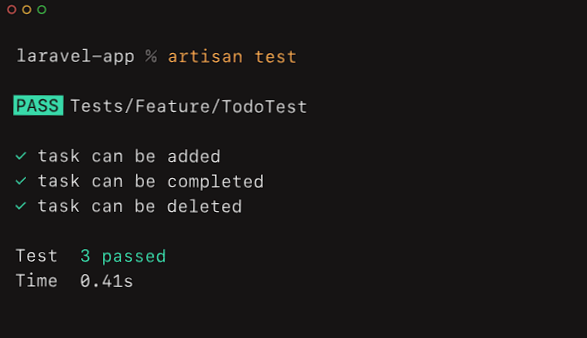 laravel-app % artisan test
PASS Tests/Feature/TodoTest
✓ task can be added
✓ task can be completed
✓ task can be deleted
Test 3 passed
Time 0.41s